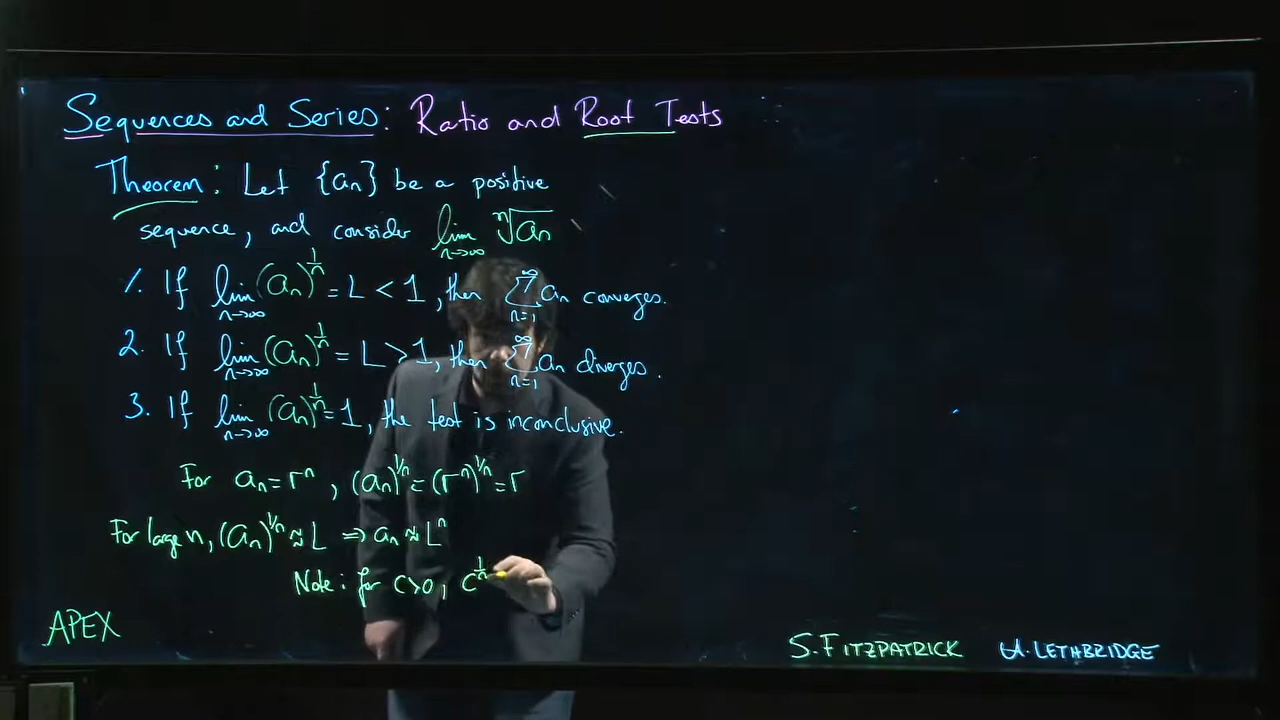 Sequences and Series: Ratio and Root Tests
Theorem: Let {aₙ} be a positive
sequence, and consider lim n→∞ ⁿ√aₙ
1. If lim n→∞ (aₙ)^(1/n) = L < 1, then ∑ n=1 ∞ aₙ converges.
2. If lim n→∞ (aₙ)^(1/n) = L > 1, then ∑ n=1 ∞ aₙ diverges.
3. If lim n→∞ (aₙ)^(1/n) = 1, the test is inconclusive.
For aₙ = rⁿ, (aₙ)^(1/n) = (rⁿ)^(1/n) = r
For large n, (aₙ)^(1/n) ≈ L ⇒ aₙ ≈ Lⁿ
Note: for c>0, c^(1/n)
APEX
S. FITZPATRICK U. LETHBRIDGE